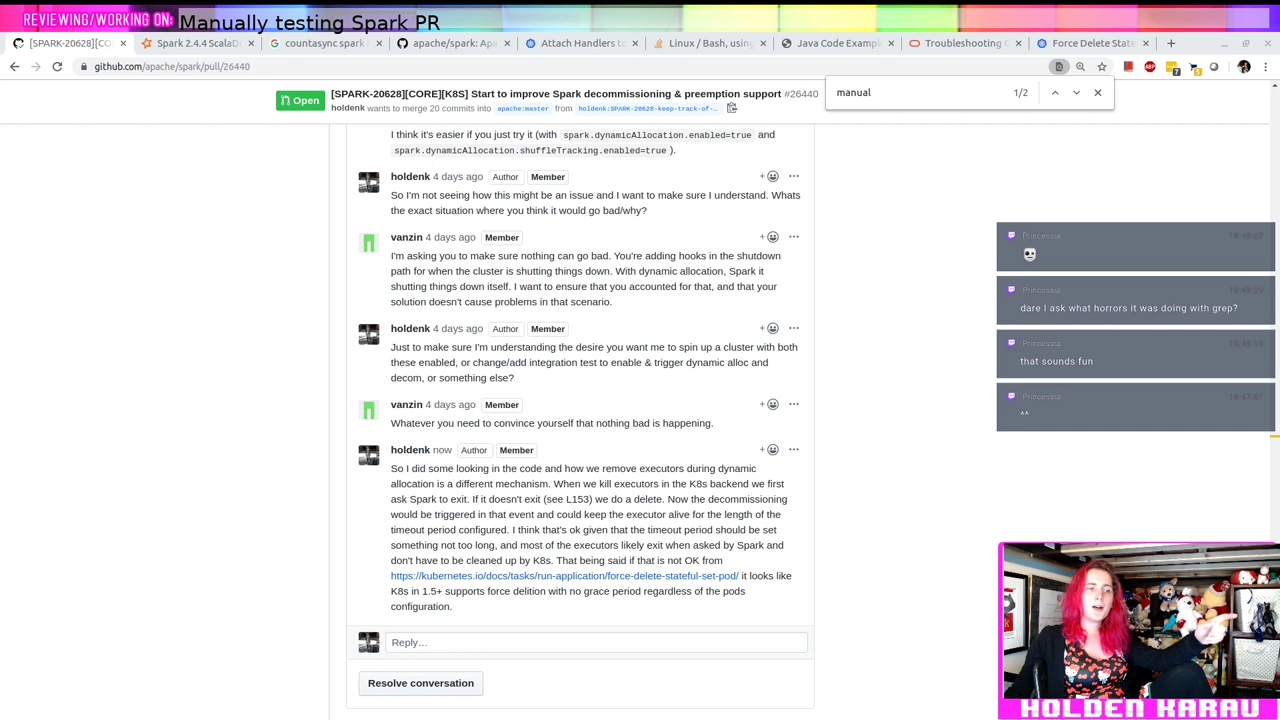 REVIEWING/WORKING ON: Manually testing Spark PR
[SPARK-20628][CO
Spark 2.4.4 ScalaD
countasync spark
apache/spark: Ap
Attach Handlers to
Linux / Bash, using
Java Code Example
Troubleshooting
Force Delete State
github.com/apache/spark/pull/26440
manual 1/2
Open
[SPARK-20628][CORE][K8S] Start to improve Spark decommissioning & preemption support #26440
holdenk wants to merge 20 commits into apache:master from holdenk:SPARK-20628-keep-track-of-…
I think it's easier if you just try it (with spark.dynamicAllocation.enabled=true and
spark.dynamicAllocation.shuffleTracking.enabled=true ).
holdenk 4 days ago Author Member
So I'm not seeing how this might be an issue and I want to make sure I understand. Whats
the exact situation where you think it would go bad/why?
vanzin 4 days ago Member
I'm asking you to make sure nothing can go bad. You're adding hooks in the shutdown
path for when the cluster is shutting things down. With dynamic allocation, Spark it
shutting things down itself. I want to ensure that you accounted for that, and that your
solution doesn't cause problems in that scenario.
holdenk 4 days ago Author Member
Just to make sure I'm understanding the desire you want me to spin up a cluster with both
these enabled, or change/add integration test to enable & trigger dynamic alloc and
decom, or something else?
vanzin 4 days ago Member
Whatever you need to convince yourself that nothing bad is happening.
holdenk now Author Member
So I did some looking in the code and how we remove executors during dynamic
allocation is a different mechanism. When we kill executors in the K8s backend we first
ask Spark to exit. If it doesn't exit (see L153) we do a delete. Now the decommissioning
would be triggered in that event and could keep the executor alive for the length of the
timeout period configured. I think that's ok given that the timeout period should be set
something not too long, and most of the executors likely exit when asked by Spark and
don't have to be cleaned up by K8s. That being said if that is not OK from
https://kubernetes.io/docs/tasks/run-application/force-delete-stateful-set-pod/ it looks like
K8s in 1.5+ supports force delition with no grace period regardless of the pods
configuration.
Reply…
Resolve conversation
Princessia
Princessia
dare I ask what horrors it was doing with grep?
Princessia
that sounds fun
Princessia
^^
HOLDEN KARAU